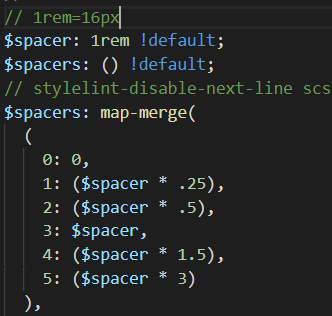 // 1rem=16px
$spacer: 1rem !default;
$spacers: () !default;
// stylelint-disable-next-line scs
$spacers: map-merge(
(
0: 0,
1: ($spacer * .25),
2: ($spacer * .5),
3: $spacer,
4: ($spacer * 1.5),
5: ($spacer * 3)
),